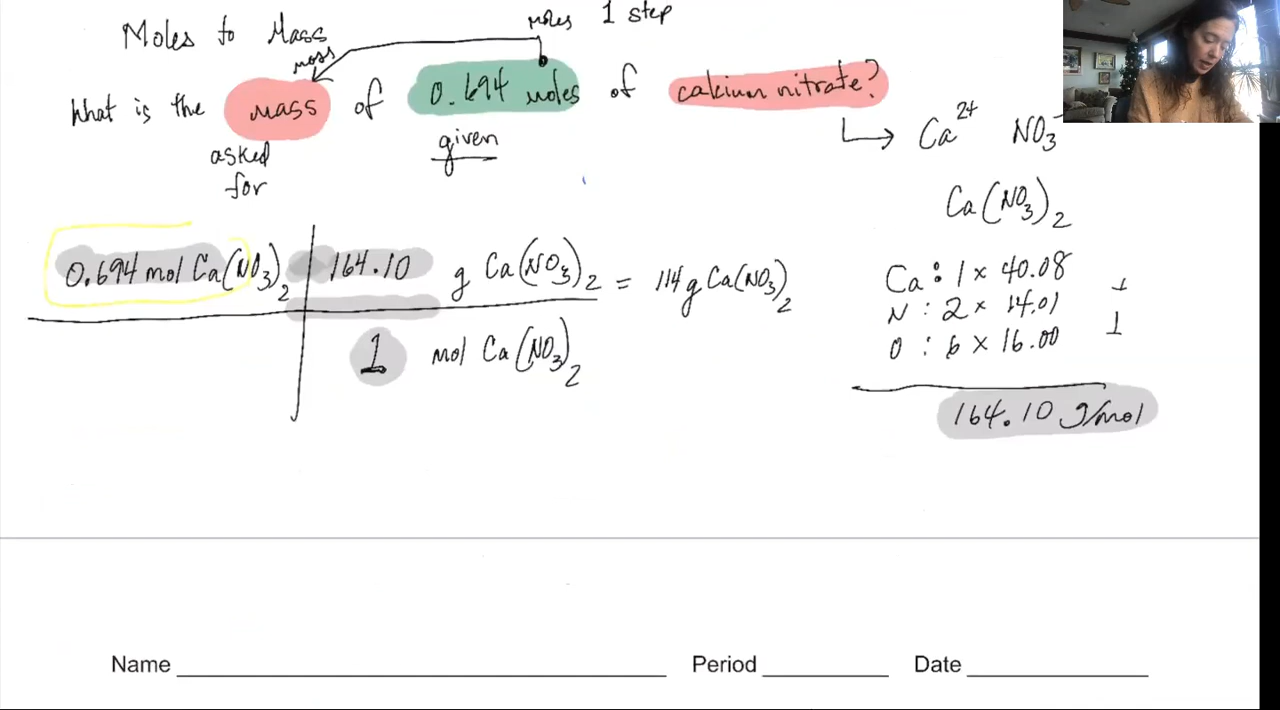 Moles to Mass
moles 1 step
mass
What is the mass of 0.694 moles of calcium nitrate?
asked for
given
Ca²⁺ NO₃⁻
Ca(NO₃)₂
0.694 mol Ca(NO₃)₂ 164.10 g Ca(NO₃)₂ = 114 g Ca(NO₃)₂
1 mol Ca(NO₃)₂
Ca : 1 × 40.08
N : 2 × 14.01
O : 6 × 16.00
164.10 g/mol
Name Period Date